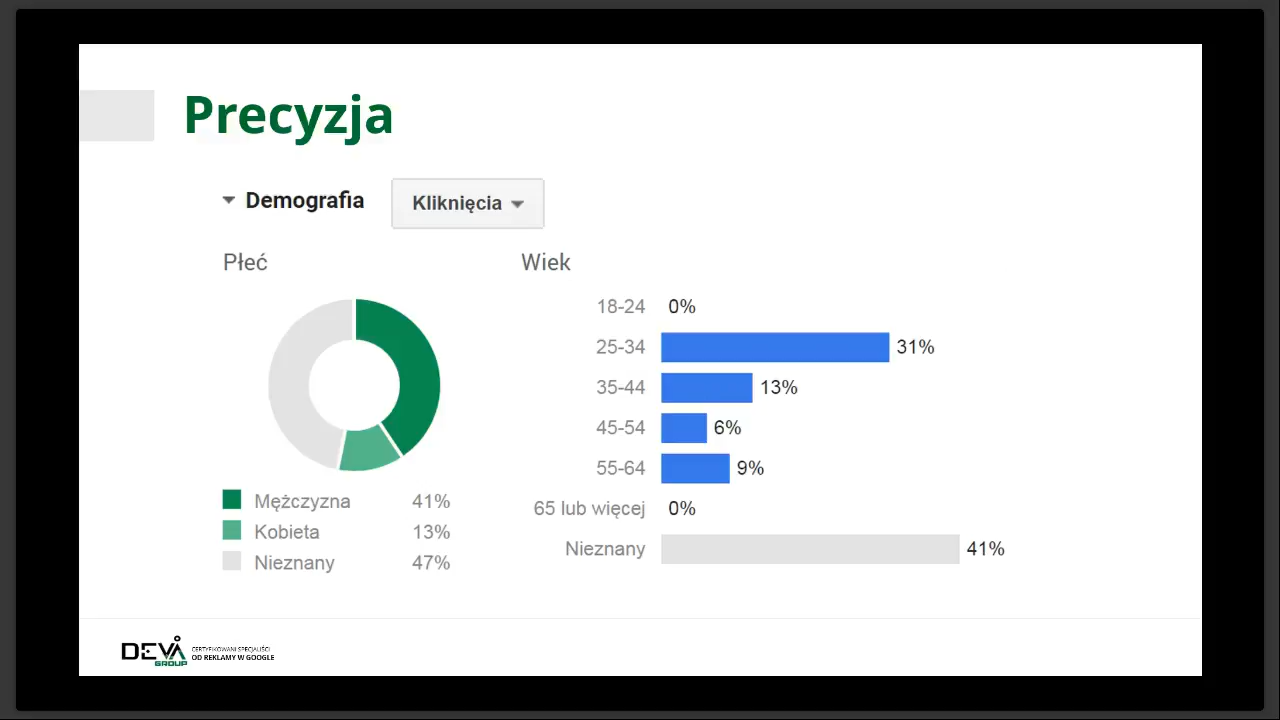 Precyzja
Demografia
Kliknięcia
Płeć
Mężczyzna 41%
Kobieta 13%
Nieznany 47%
Wiek
18-24 0%
25-34 31%
35-44 13%
45-54 6%
55-64 9%
65 lub więcej 0%
Nieznany 41%
DEVA GROUP
CERTYFIKOWANI SPECJALIŚCI
OD REKLAMY W GOOGLE